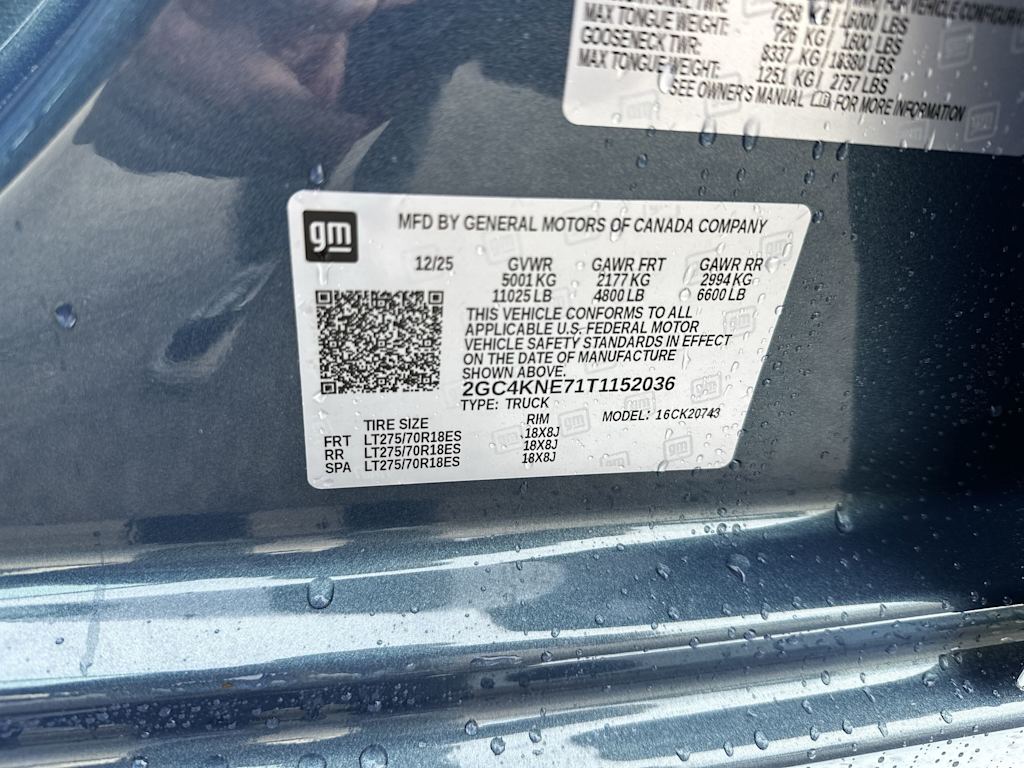 7258 KG / 16000 LBS
MAX TONGUE WEIGHT: 726 KG / 1600 LBS
GOOSENECK TWR: 8337 KG / 18380 LBS
MAX TONGUE WEIGHT: 1251 KG / 2757 LBS
SEE OWNER'S MANUAL FOR MORE INFORMATION
gm
MFD BY GENERAL MOTORS OF CANADA COMPANY
12/25 GVWR GAWR FRT GAWR RR
5001 KG 2177 KG 2994 KG
11025 LB 4800 LB 6600 LB
THIS VEHICLE CONFORMS TO ALL
APPLICABLE U.S. FEDERAL MOTOR
VEHICLE SAFETY STANDARDS IN EFFECT
ON THE DATE OF MANUFACTURE
SHOWN ABOVE.
2GC4KNE71T1152036
TYPE: TRUCK
MODEL: 16CK20743
TIRE SIZE RIM
FRT LT275/70R18ES 18X8J
RR LT275/70R18ES 18X8J
SPA LT275/70R18ES 18X8J